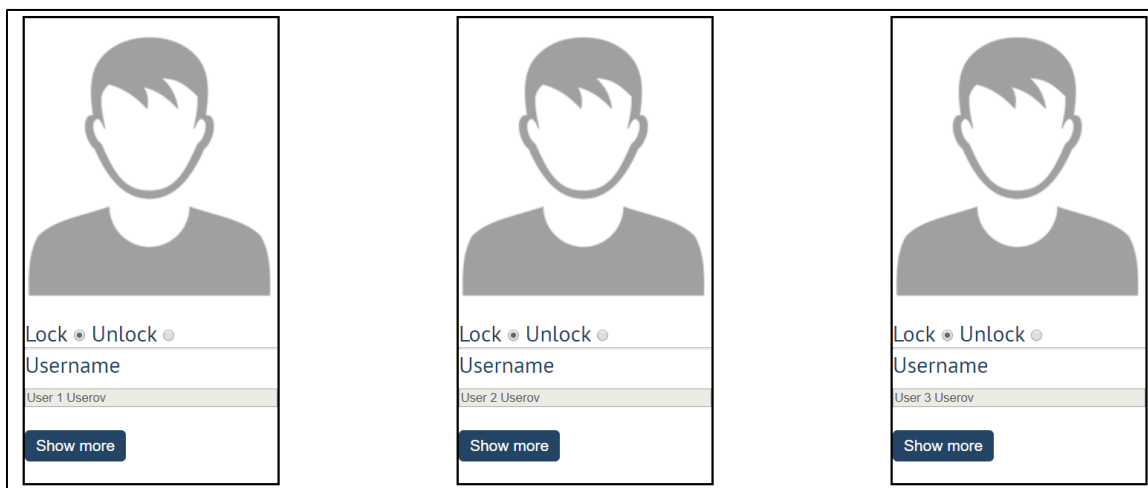 Lock Unlock
Username
User 1 Userov
Show more
Lock Unlock
Username
User 2 Userov
Show more
Lock Unlock
Username
User 3 Userov
Show more